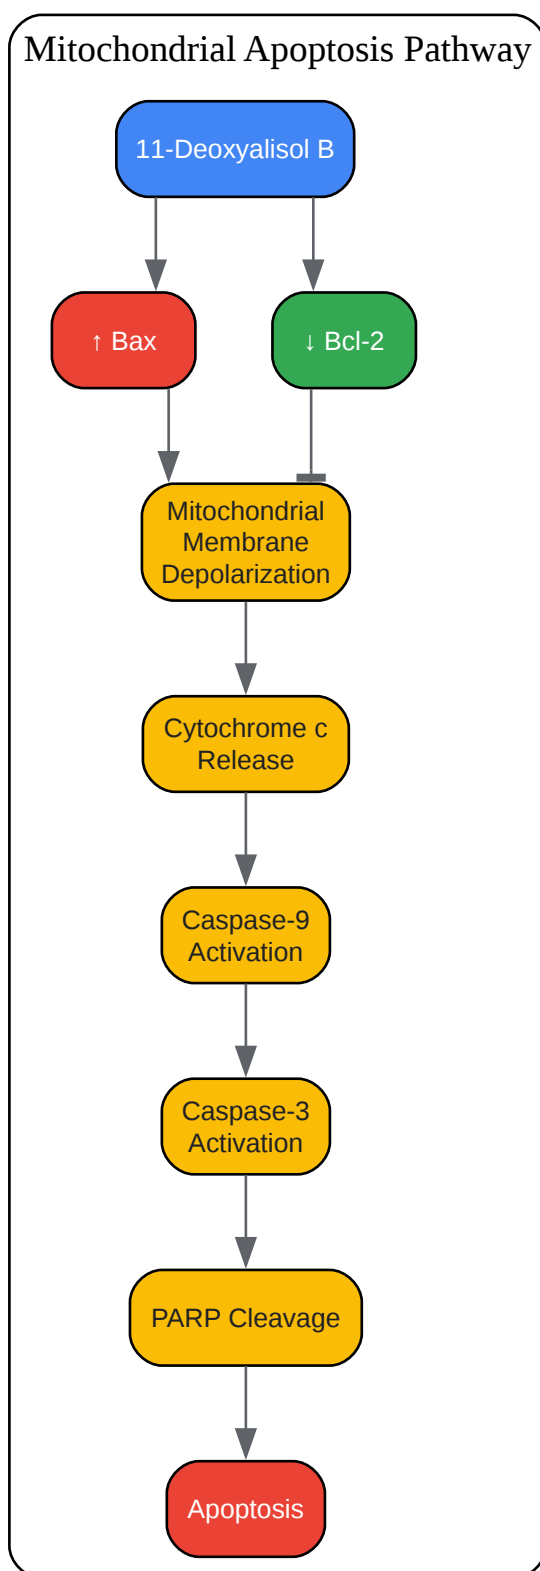 Mitochondrial Apoptosis Pathway
11-Deoxyalisol B
↑ Bax
↓ Bcl-2
Mitochondrial
Membrane
Depolarization
Cytochrome c
Release
Caspase-9
Activation
Caspase-3
Activation
PARP Cleavage
Apoptosis